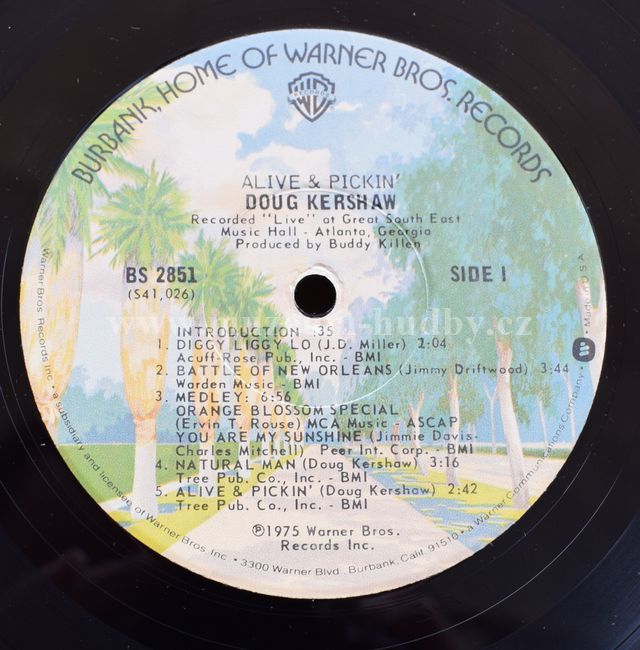 BURBANK, HOME OF WARNER BROS. RECORDS
W RECORDS
ALIVE & PICKIN'
DOUG KERSHAW
Recorded "Live" at Great South East
Music Hall - Atlanta, Georgia
Produced by Buddy Killen
BS 2851
SIDE I
(S41,026)
INTRODUCTION :35
1. DIGGY LIGGY LO (J.D. Miller) 2:04
Acuff Rose Pub., Inc. - BMI
2. BATTLE OF NEW ORLEANS (Jimmy Driftwood) 3:44
Warden Music - BMI
3. MEDLEY: 6:56
ORANGE BLOSSOM SPECIAL
(Ervin T. Rouse) MCA Music - ASCAP
YOU ARE MY SUNSHINE (Jimmie Davis-
Charles Mitchell) Peer Int. Corp. - BMI
4. NATURAL MAN (Doug Kershaw) 3:16
Tree Pub. Co., Inc. - BMI
5. ALIVE & PICKIN' (Doug Kershaw) 2:42
Tree Pub. Co., Inc. - BMI
℗1975 Warner Bros.
Records Inc.
Warner Bros. Records Inc., a subsidiary and licensee of Warner Bros. Inc. • 3300 Warner Blvd., Burbank, Calif. 91510 • a Warner Communications Company • Made in U.S.A.